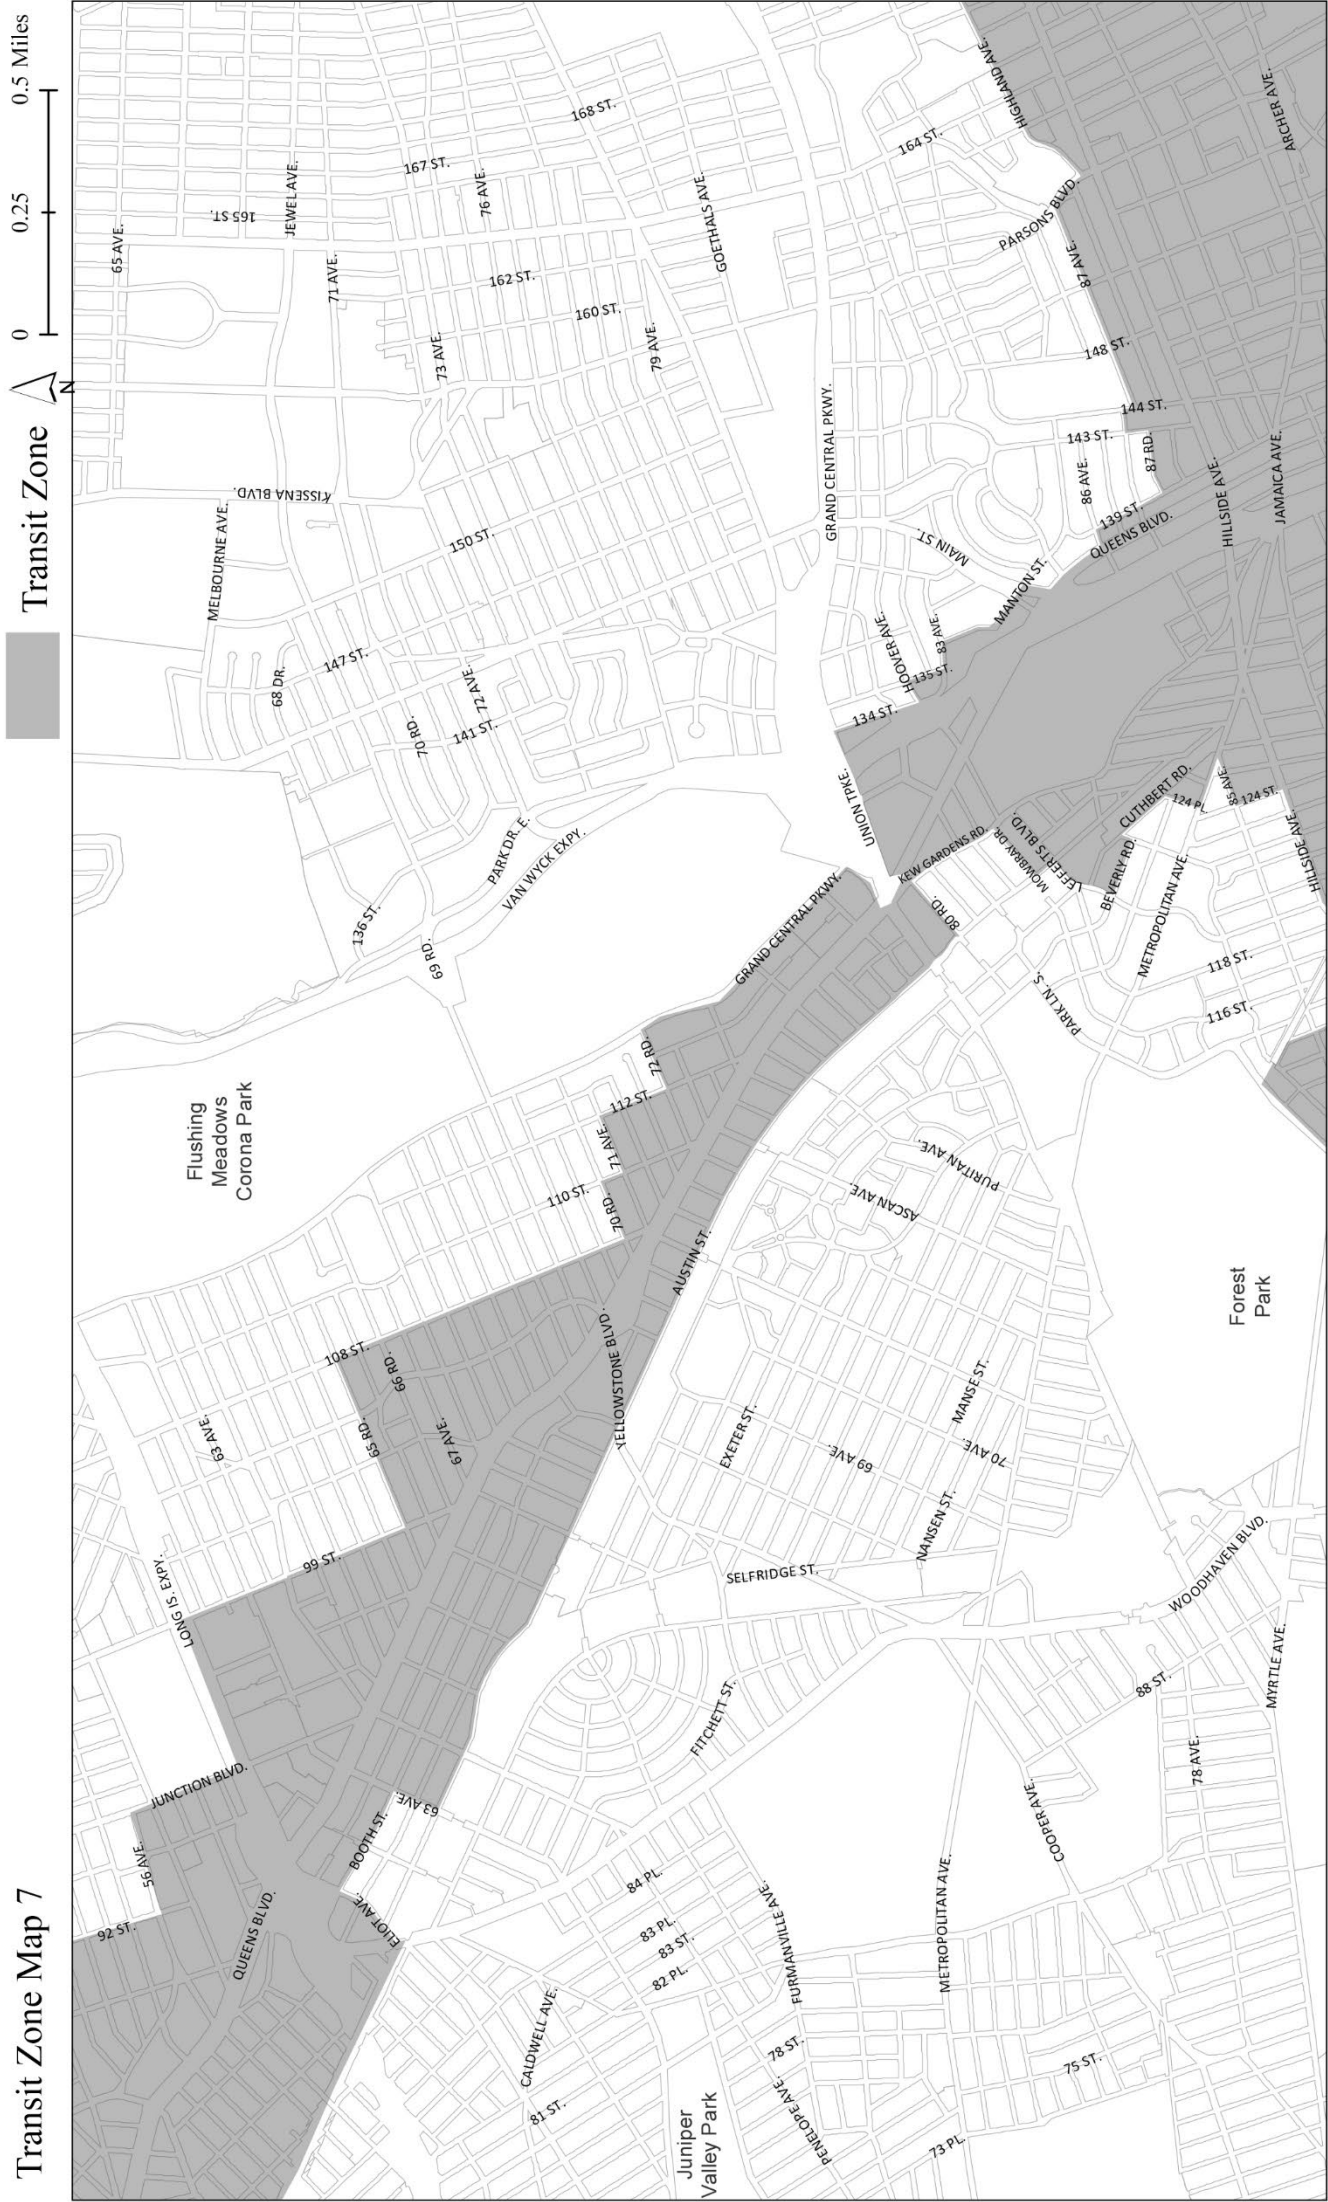 Transit Zone Map 7
Transit Zone
N
0
0.25
0.5 Miles
92 ST.
56 AVE.
JUNCTION BLVD.
QUEENS BLVD.
ELIOT AVE.
BOOTH ST.
63 AVE.
LONG IS. EXPY.
99 ST.
63 AVE.
65 RD.
108 ST.
66 RD.
67 AVE.
YELLOWSTONE BLVD.
AUSTIN ST.
70 RD.
110 ST.
71 AVE.
112 ST.
72 RD.
GRAND CENTRAL PKWY.
Flushing
Meadows
Corona Park
69 RD.
136 ST.
VAN WYCK EXPY.
PARK DR. E.
70 RD.
141 ST.
72 AVE.
68 DR.
147 ST.
MELBOURNE AVE.
150 ST.
KISSENA BLVD.
65 AVE.
165 ST.
JEWEL AVE.
71 AVE.
73 AVE.
167 ST.
76 AVE.
162 ST.
160 ST.
168 ST.
79 AVE.
GOETHALS AVE.
GRAND CENTRAL PKWY.
UNION TPKE.
134 ST.
HOOVER AVE.
135 ST.
83 AVE.
MAIN ST.
MANTON ST.
QUEENS BLVD.
139 ST.
86 AVE.
143 ST.
87 RD.
144 ST.
148 ST.
87 AVE.
PARSONS BLVD.
164 ST.
HIGHLAND AVE.
ARCHER AVE.
HILLSIDE AVE.
JAMAICA AVE.
KEW GARDENS RD.
80 RD.
MOWBRAY DR
LEFFERTS BLVD.
BEVERLY RD.
CUTHBERT RD.
124 PL.
85 AVE.
124 ST.
HILLSIDE AVE.
METROPOLITAN AVE.
118 ST.
116 ST.
PARK LN. S.
PURITAN AVE.
ASCAN AVE.
Forest
Park
EXETER ST.
69 AVE.
MANSE ST.
70 AVE.
NANSEN ST.
SELFRIDGE ST.
WOODHAVEN BLVD.
MYRTLE AVE.
88 ST.
78 AVE.
FITCHETT ST.
COOPER AVE.
METROPOLITAN AVE.
84 PL.
83 PL.
83 ST.
82 PL.
FURMANVILLE AVE.
CALDWELL AVE.
81 ST.
78 ST.
PENELOPE AVE.
75 ST.
73 PL.
Juniper
Valley Park